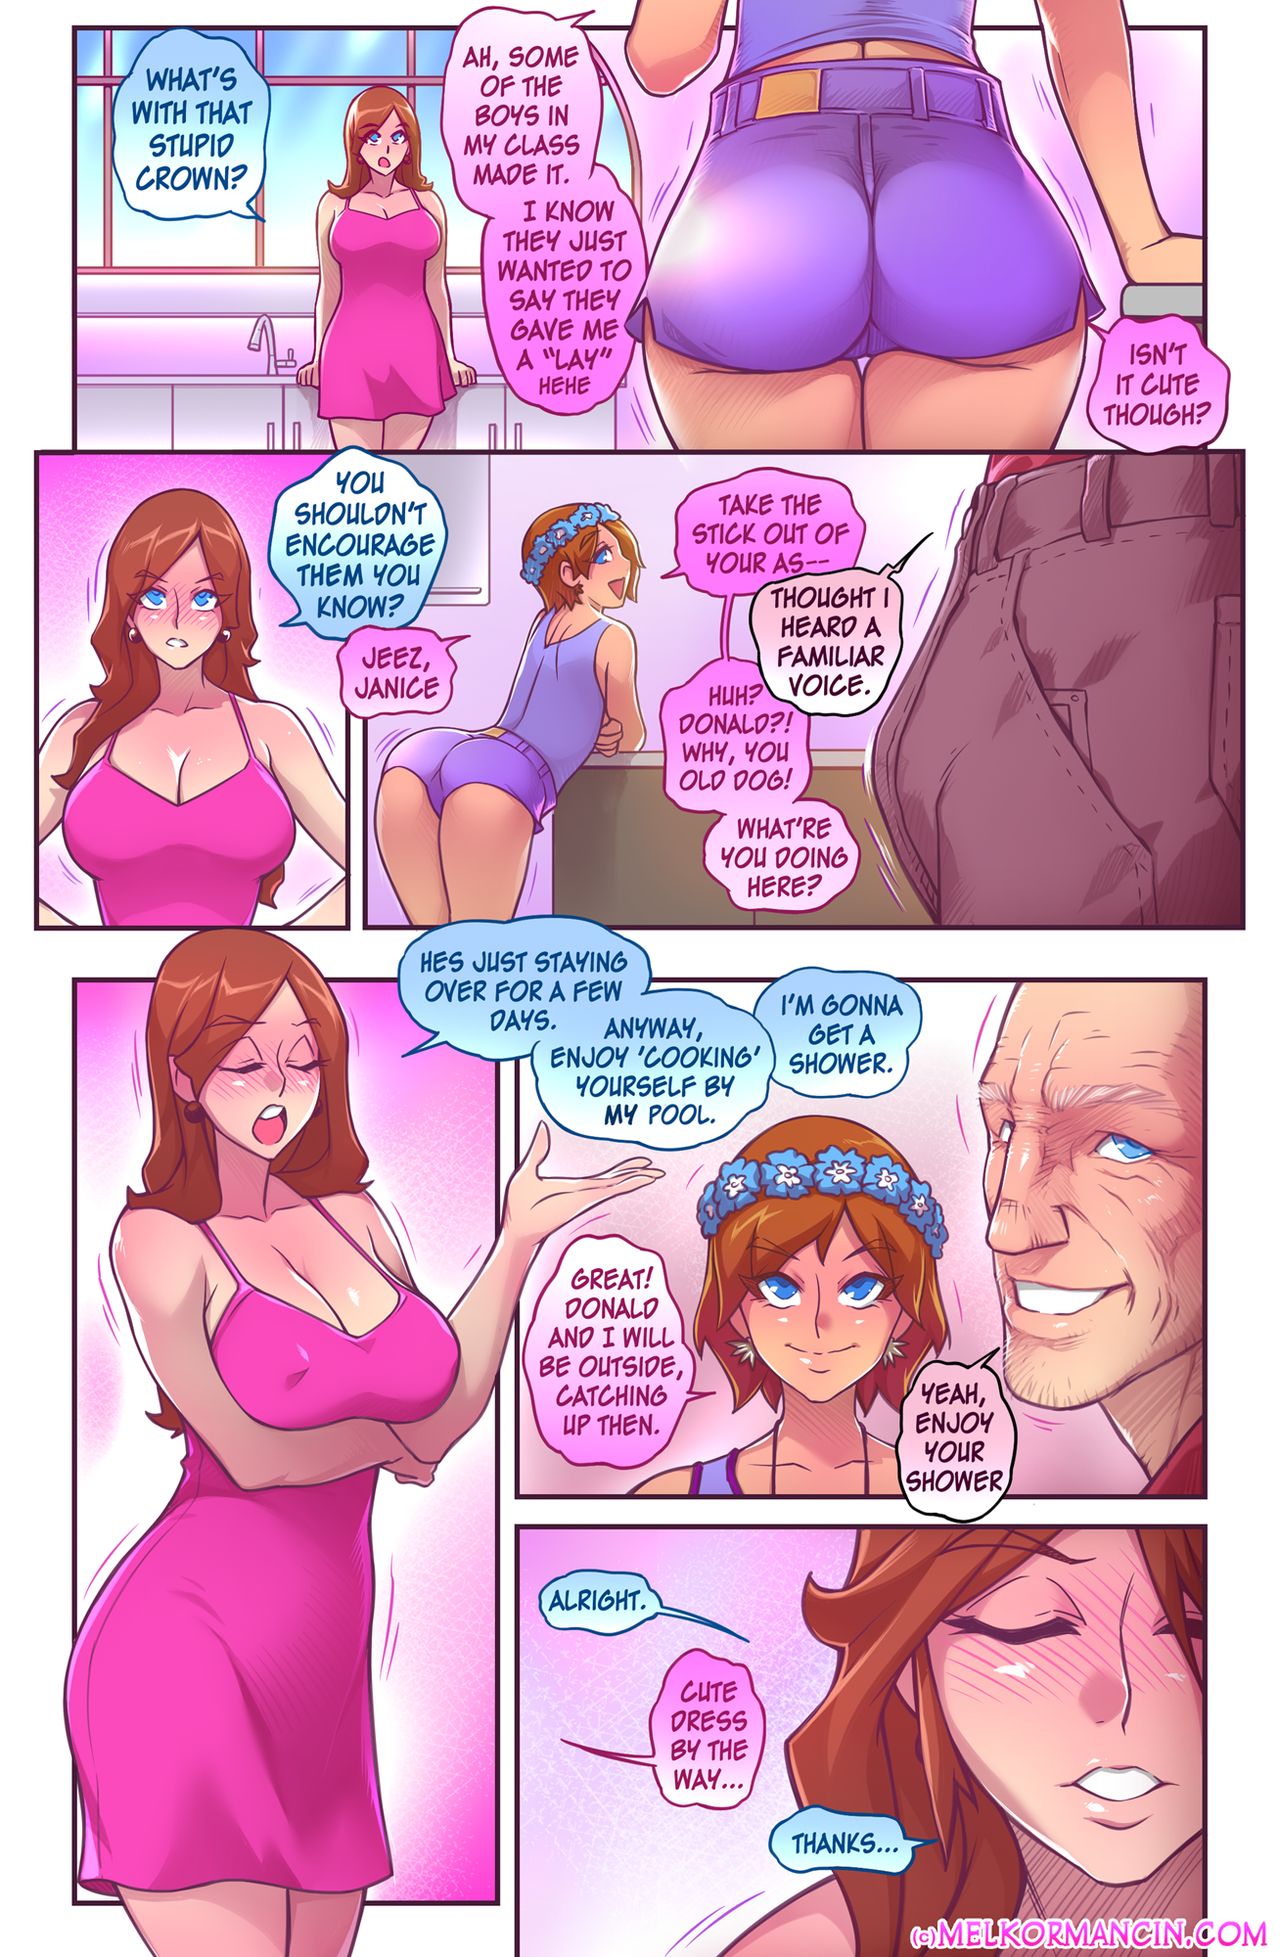 WHAT'S
WITH THAT
STUPID
CROWN?
AH, SOME
OF THE
BOYS IN
MY CLASS
MADE IT.
I KNOW
THEY JUST
WANTED TO
SAY THEY
GAVE ME
A "LAY"
HEHE
ISN'T
IT CUTE
THOUGH?
YOU
SHOULDN'T
ENCOURAGE
THEM YOU
KNOW?
JEEZ,
JANICE
TAKE THE
STICK OUT OF
YOUR AS--
THOUGHT I
HEARD A
FAMILIAR
VOICE.
HUH?
DONALD?!
WHY, YOU
OLD DOG!
WHAT'RE
YOU DOING
HERE?
HES JUST STAYING
OVER FOR A FEW
DAYS.
ANYWAY,
ENJOY 'COOKING'
YOURSELF BY
MY POOL.
I'M GONNA
GET A
SHOWER.
GREAT!
DONALD
AND I WILL
BE OUTSIDE,
CATCHING
UP THEN.
YEAH,
ENJOY
YOUR
SHOWER
ALRIGHT.
CUTE
DRESS
BY THE
WAY...
THANKS...
(C)MELKORMANCIN.COM